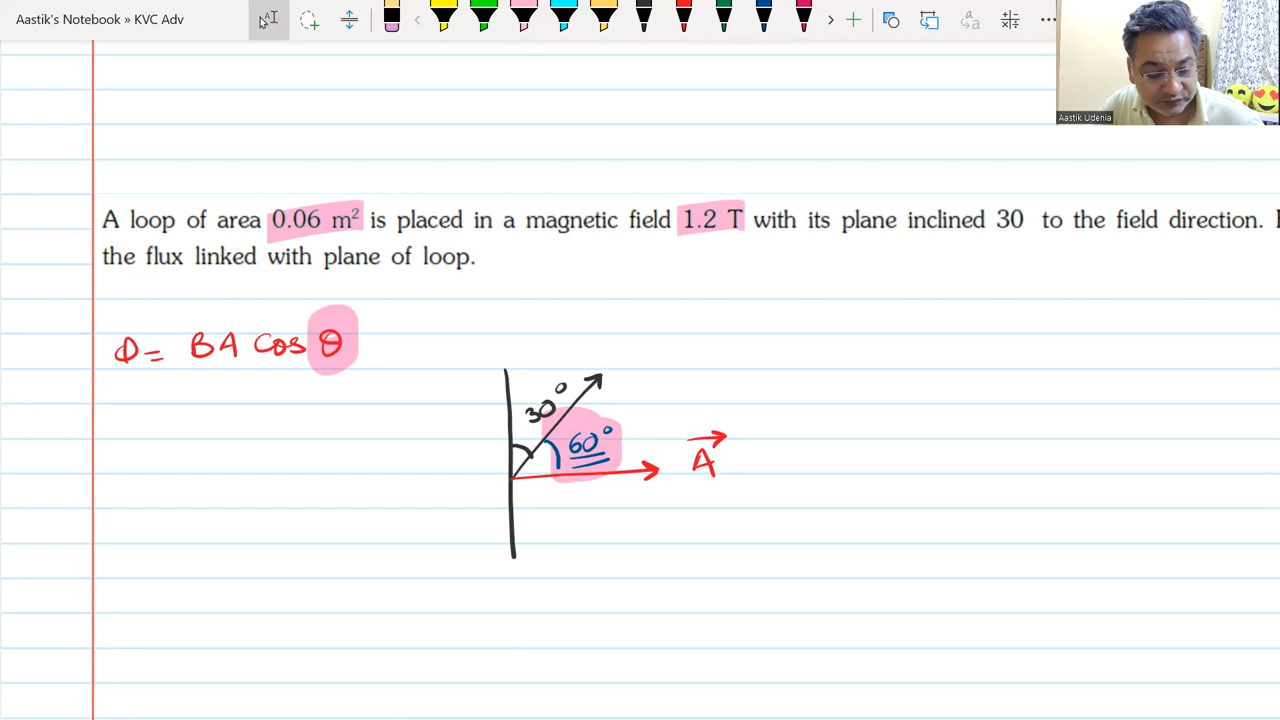 Aastik's Notebook » KVC Adv
Aastik Udenia
A loop of area 0.06 m² is placed in a magnetic field 1.2 T with its plane inclined 30 to the field direction.
the flux linked with plane of loop.
Φ = BA Cos θ
30°
60°
A